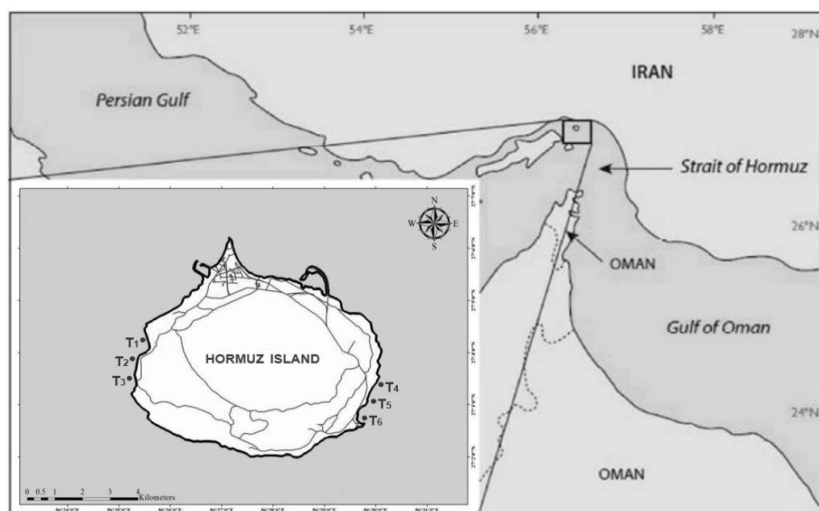 52°E
54°E
56°E
58°E
28°N
IRAN
Persian Gulf
Strait of Hormuz
26°N
OMAN
Gulf of Oman
24°N
OMAN
N
W E
S
HORMUZ ISLAND
T1
T2
T3
T4
T5
T6
0 0.5 1 2 3 4
Kilometers